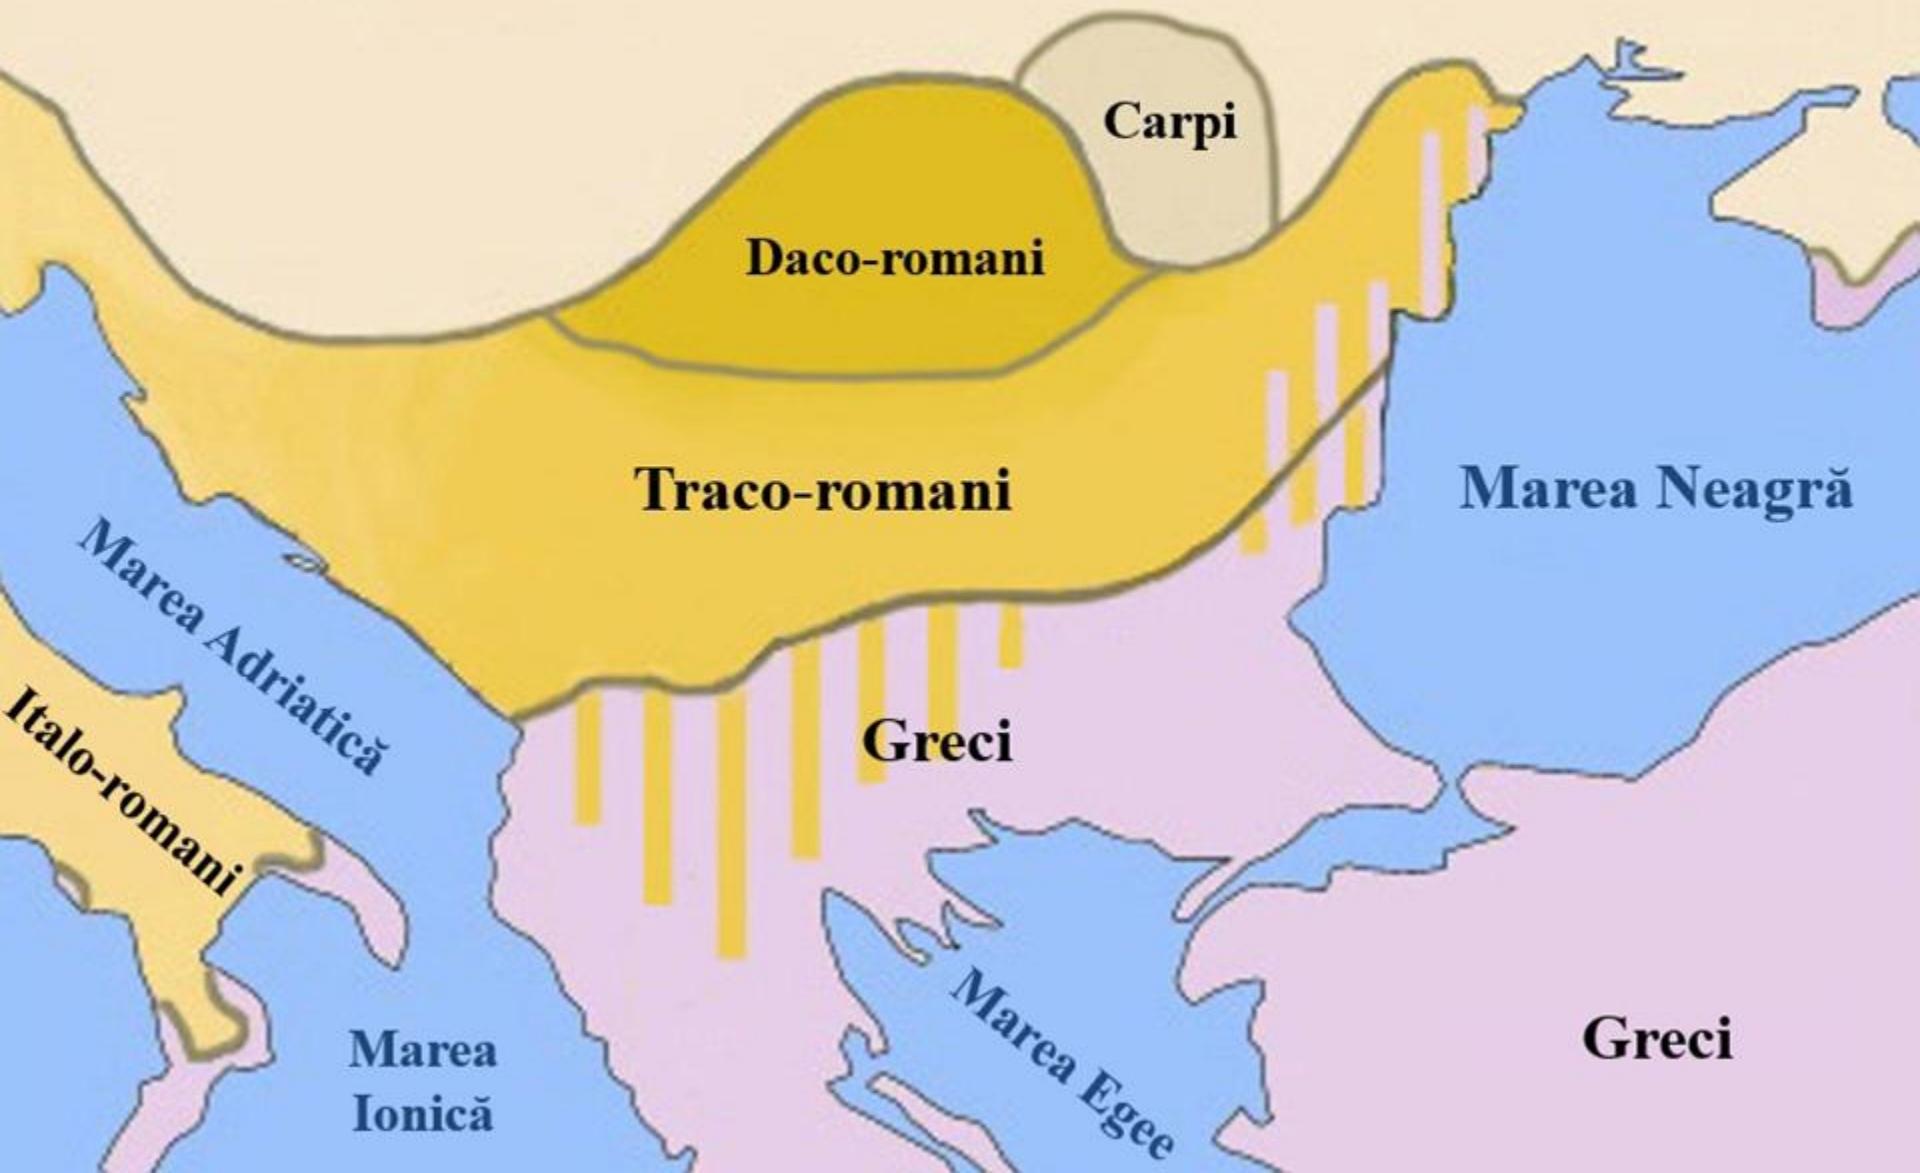 Carpi
Daco-romani
Traco-romani
Marea Neagră
Marea Adriatică
Italo-romani
Greci
Marea Egee
Greci
Marea
Ionică